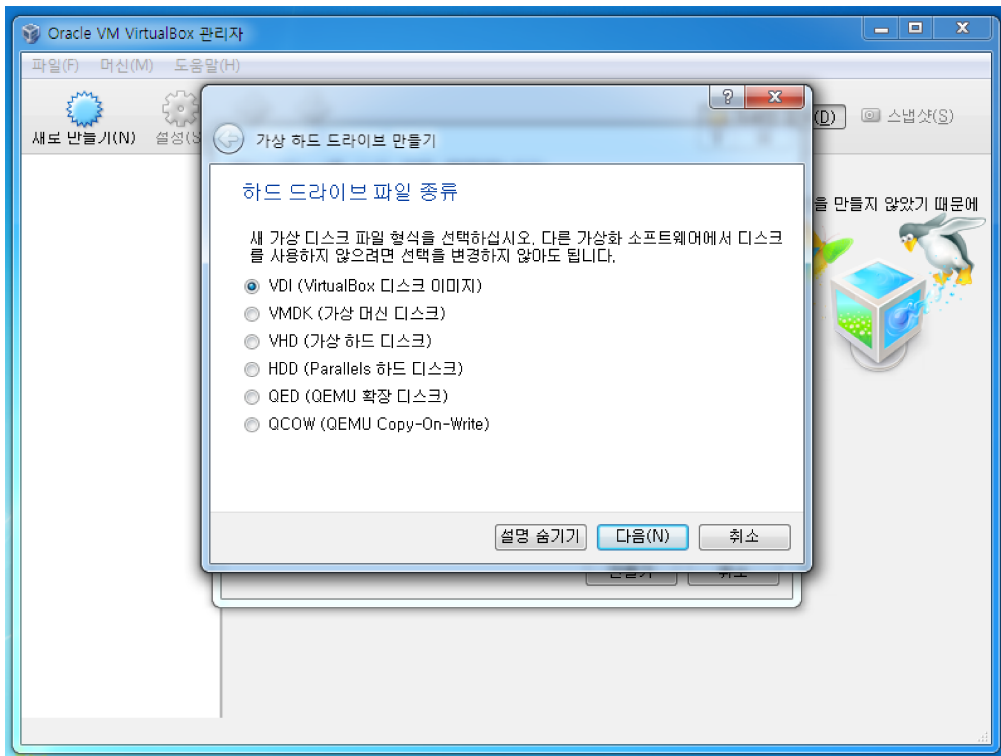 Oracle VM VirtualBox 관리자
파일(F) 머신(M) 도움말(H)
새로 만들기(N) 설정(S (D) 스냅샷(S)
가상 하드 드라이브 만들기
하드 드라이브 파일 종류
을 만들지 않았기 때문에
새 가상 디스크 파일 형식을 선택하십시오. 다른 가상화 소프트웨어에서 디스크
를 사용하지 않으려면 선택을 변경하지 않아도 됩니다.
VDI (VirtualBox 디스크 이미지)
VMDK (가상 머신 디스크)
VHD (가상 하드 디스크)
HDD (Parallels 하드 디스크)
QED (QEMU 확장 디스크)
QCOW (QEMU Copy-On-Write)
설명 숨기기 다음(N) 취소